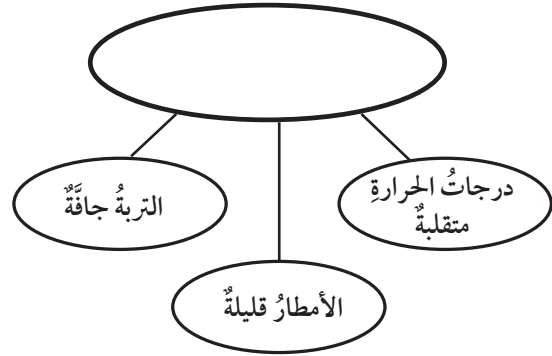 درجاتُ الحرارةِ
متقلبةٌ
التربةُ جافَّةٌ
الأمطارُ قليلةٌ